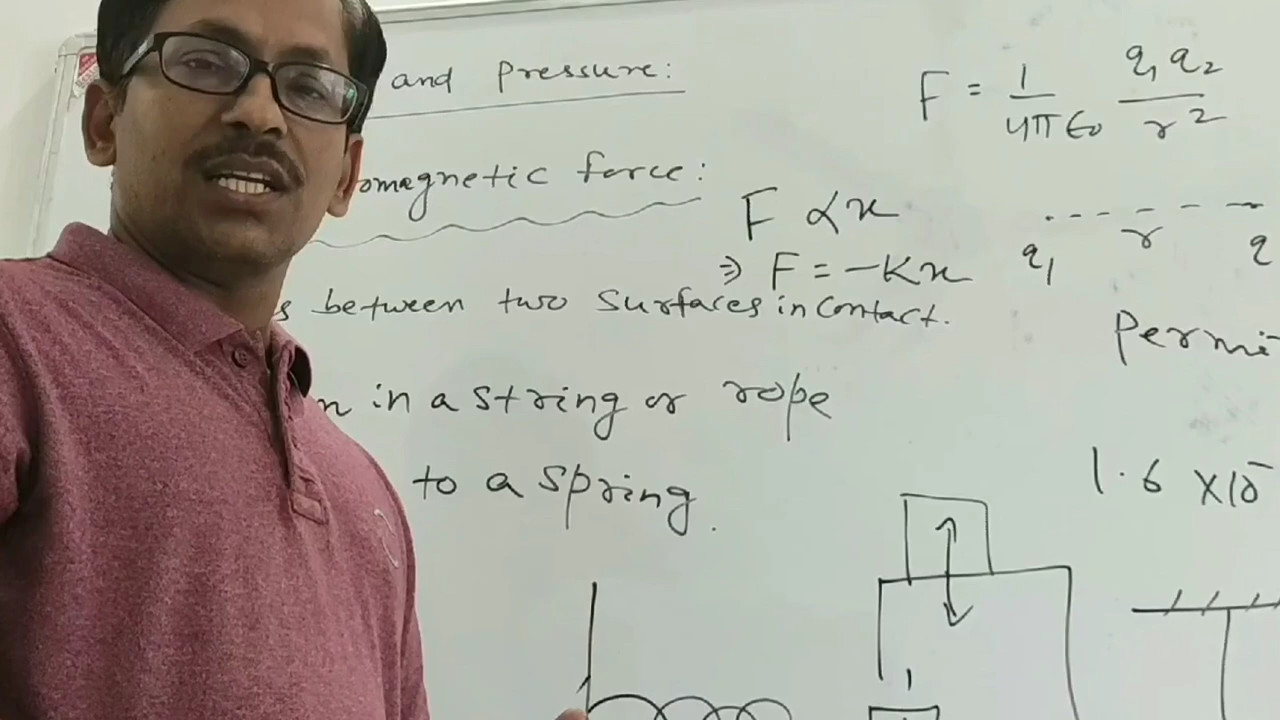 and Pressure:
omagnetic force:
s between two surfaces in contact.
n in a string or rope
to a spring.
F ∝ x
⇒ F = -Kx
F = 1/4πε₀ q₁q₂/r²
q₁ r q
Permi
1.6 × 10⁻